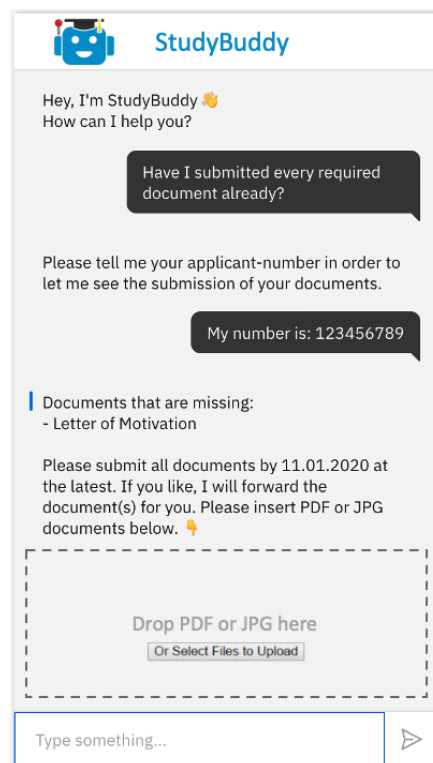 StudyBuddy
Hey, I'm StudyBuddy 👋
How can I help you?
Have I submitted every required
document already?
Please tell me your applicant-number in order to
let me see the submission of your documents.
My number is: 123456789
Documents that are missing:
- Letter of Motivation
Please submit all documents by 11.01.2020 at
the latest. If you like, I will forward the
document(s) for you. Please insert PDF or JPG
documents below. 👇
Drop PDF or JPG here
Or Select Files to Upload
Type something...